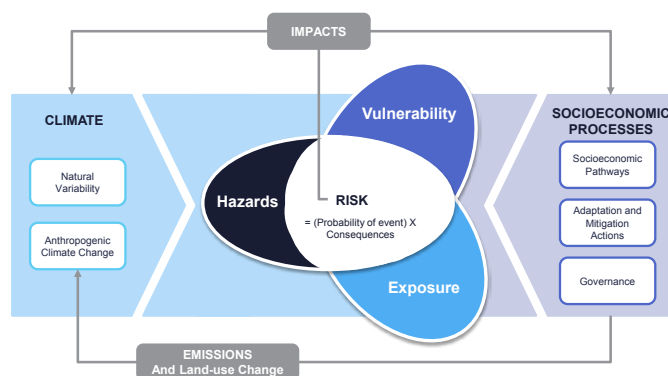 IMPACTS
CLIMATE
Natural
Variability
Anthropogenic
Climate Change
Vulnerability
Hazards
RISK
= (Probability of event) X
Consequences
Exposure
SOCIOECONOMIC
PROCESSES
Socioeconomic
Pathways
Adaptation and
Mitigation
Actions
Governance
EMISSIONS
And Land-use Change